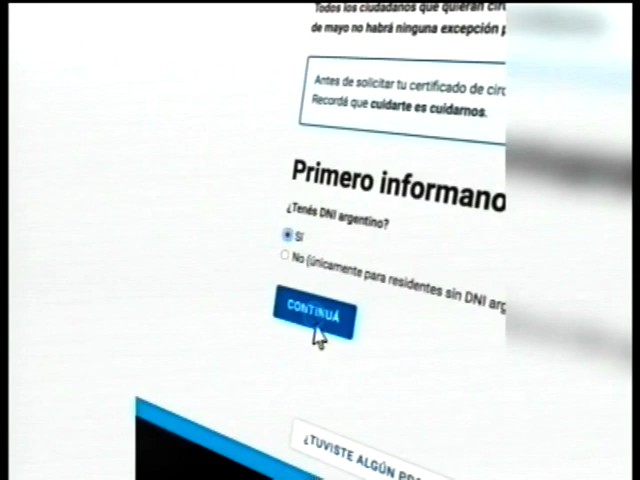 Todos los ciudadanos que quieran
de mayo no habrá ninguna excepción
Antes de solicitar tu certificado de
Recordá que cuidarte es cuidarnos.
Primero
¿Tenés DNI argentino?
Sí
No (únicamente para residentes sin DNI
CONTINUÁ
¿TUVISTE ALGÚN